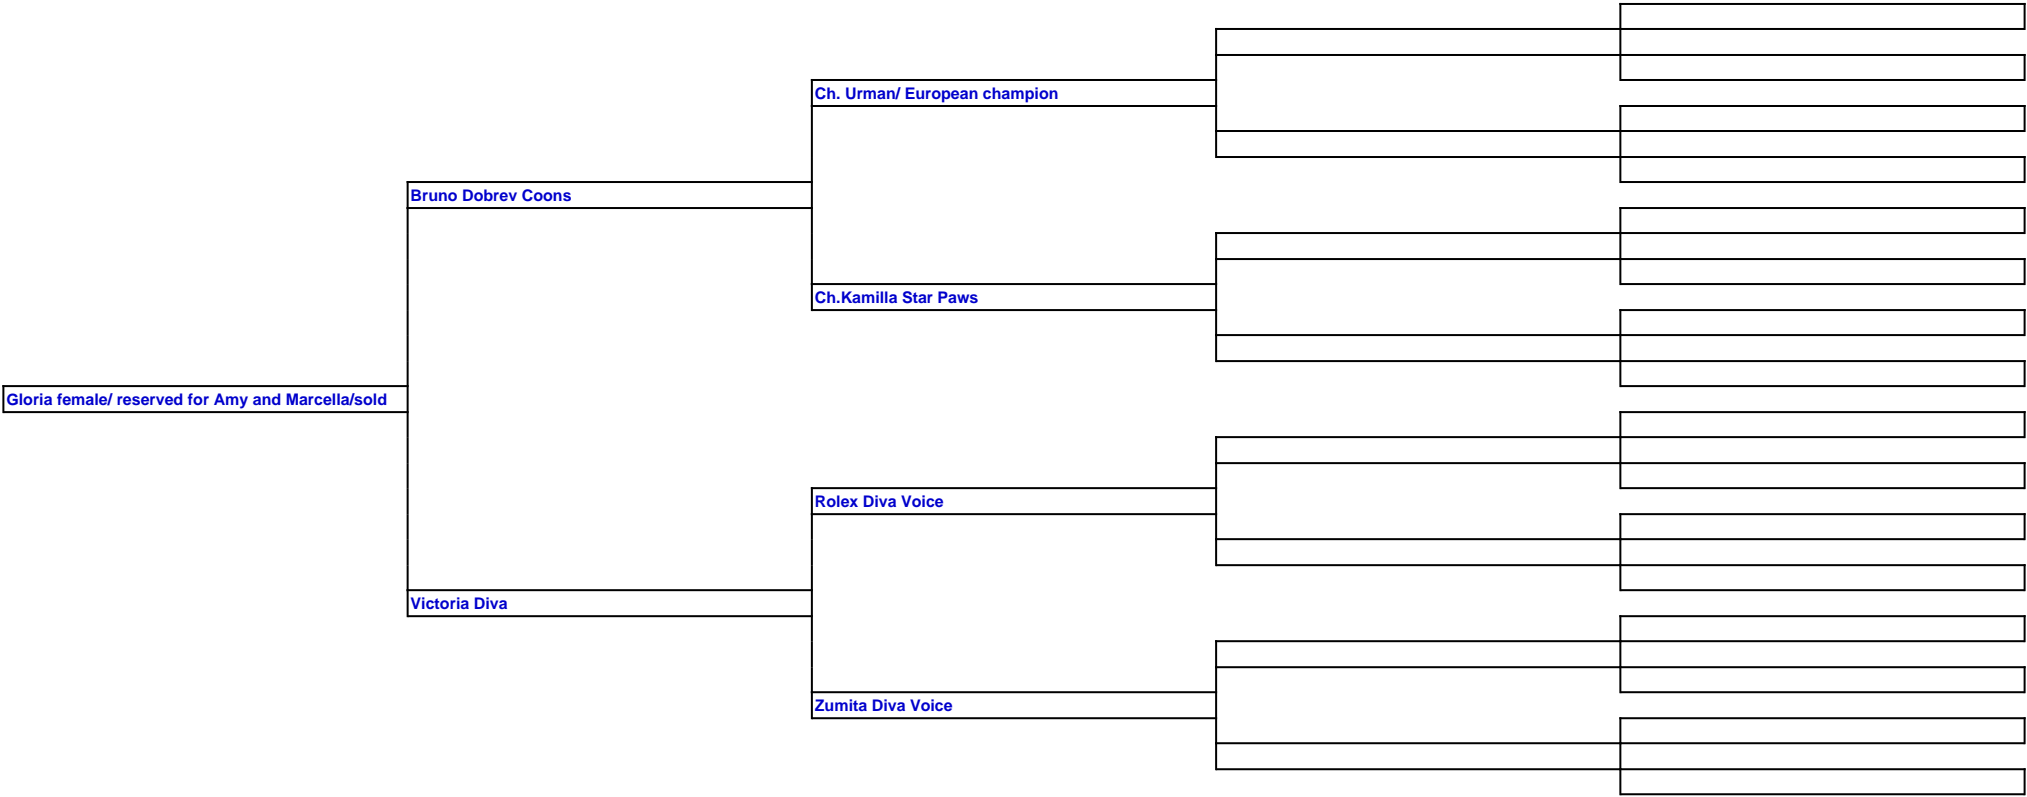 Ch. Urman/ European champion
Bruno Dobrev Coons
Ch.Kamilla Star Paws
Gloria female/ reserved for Amy and Marcella/sold
Rolex Diva Voice
Victoria Diva
Zumita Diva Voice